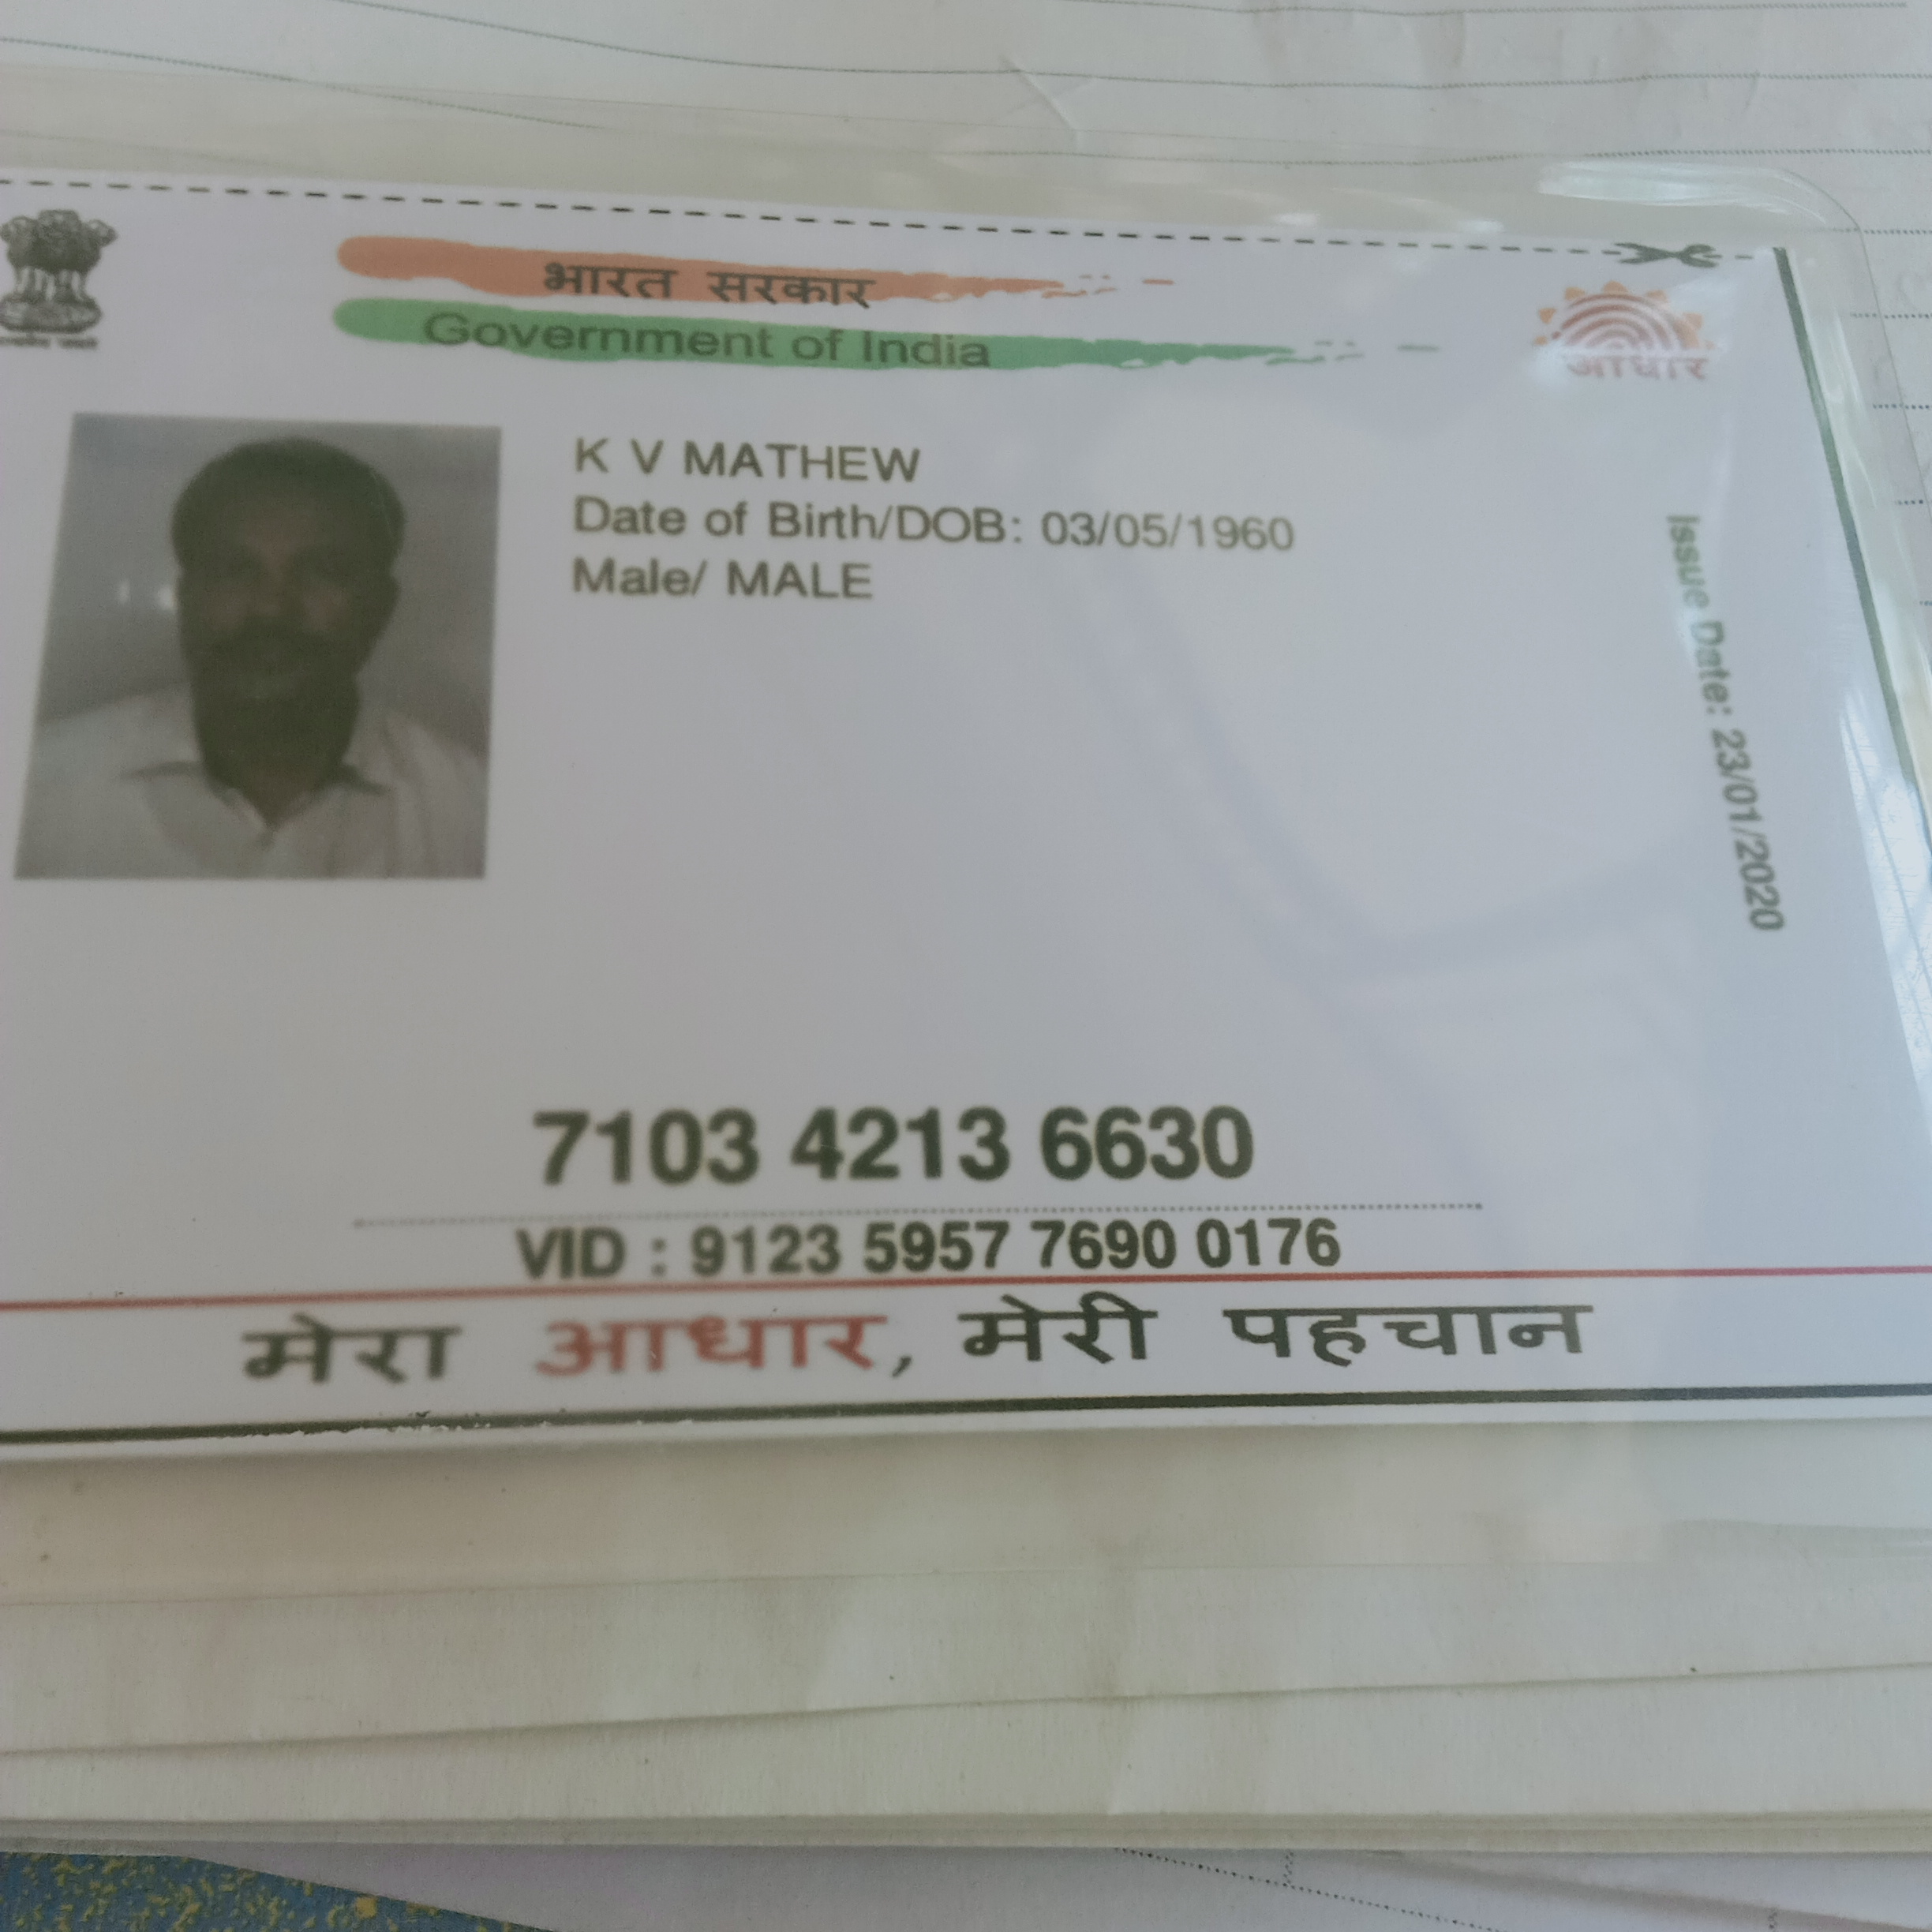 भारत सरकार
Government of India
आधार
K V MATHEW
Date of Birth/DOB: 03/05/1960
Male/ MALE
Issue Date: 23/01/2020
7103 4213 6630
VID : 9123 5957 7690 0176
मेरा आधार, मेरी पहचान